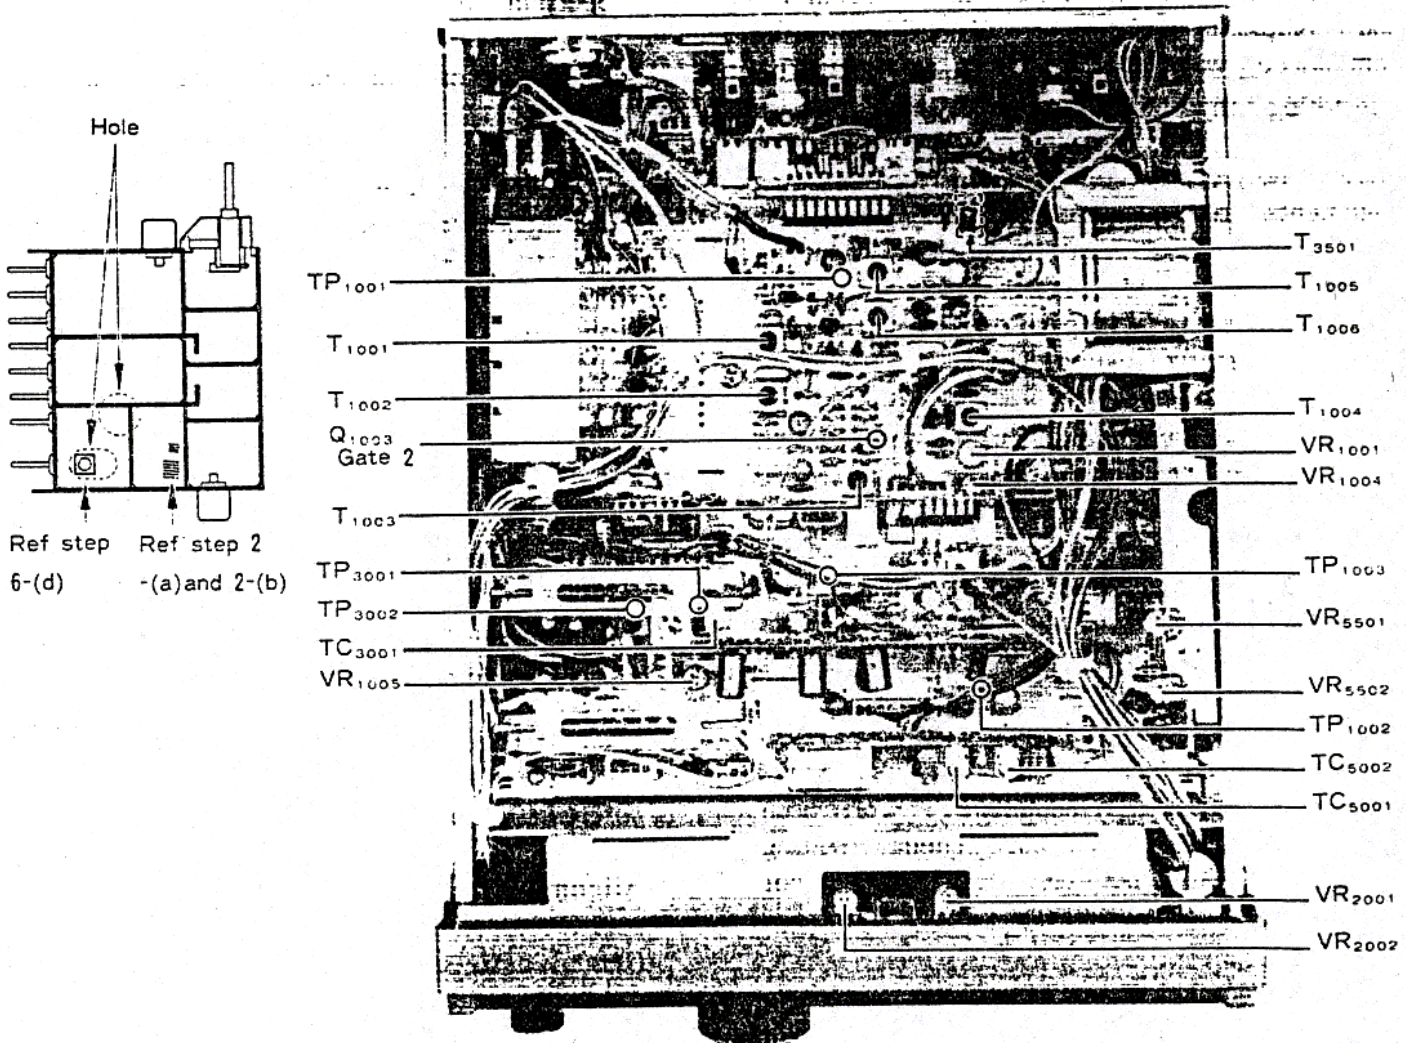 Hole
Ref step
6-(d)
Ref step 2
-(a)and 2-(b)
TP1001
T1001
T1002
Q1003
Gate 2
T1003
TP3001
TP3002
TC3001
VR1005
T3501
T1005
T1006
T1004
VR1001
VR1004
TP1003
VR5501
VR5502
TP1002
TC5002
TC5001
VR2001
VR2002